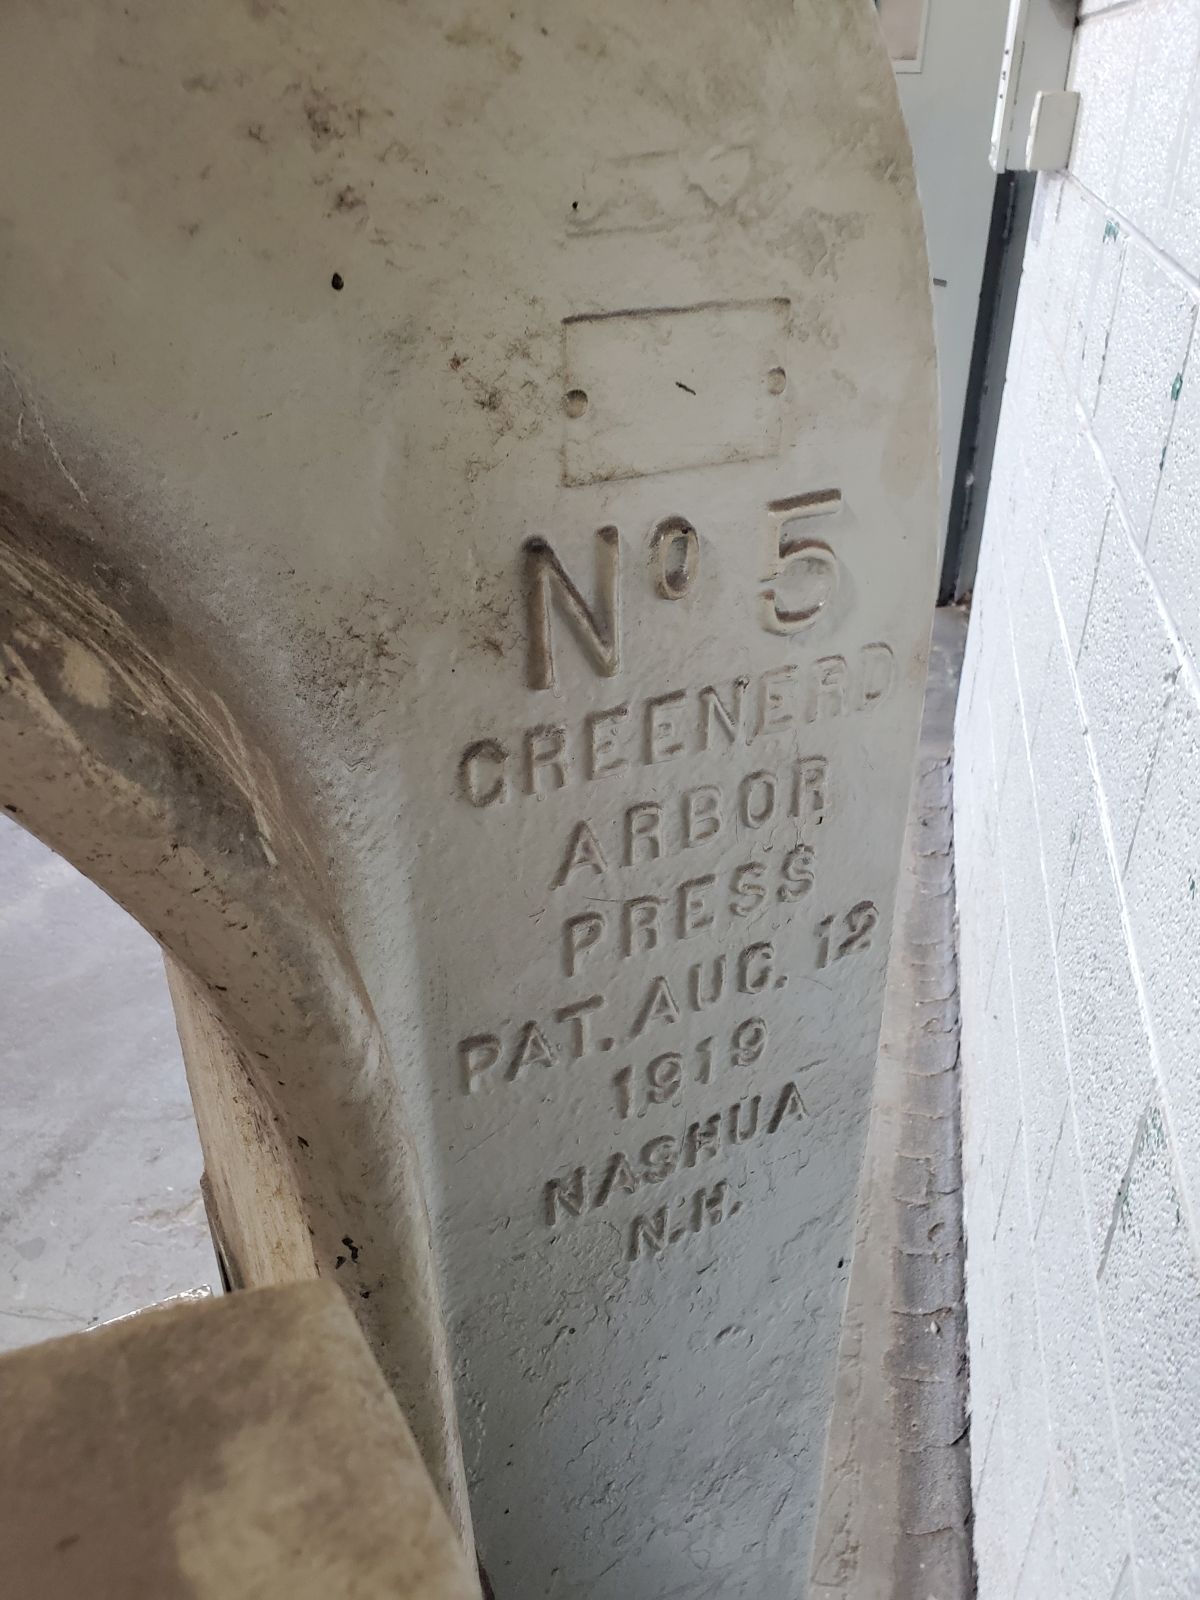 Nº 5
GREENERD
ARBOR
PRESS
PAT. AUG. 12
1919
NASHUA
N.H.